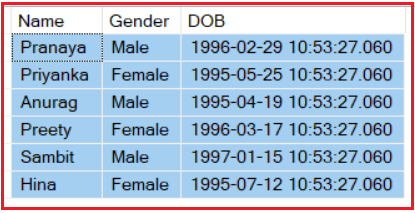 Name Gender DOB
Pranaya Male 1996-02-29 10:53:27.060
Priyanka Female 1995-05-25 10:53:27.060
Anurag Male 1995-04-19 10:53:27.060
Preety Female 1996-03-17 10:53:27.060
Sambit Male 1997-01-15 10:53:27.060
Hina Female 1995-07-12 10:53:27.060